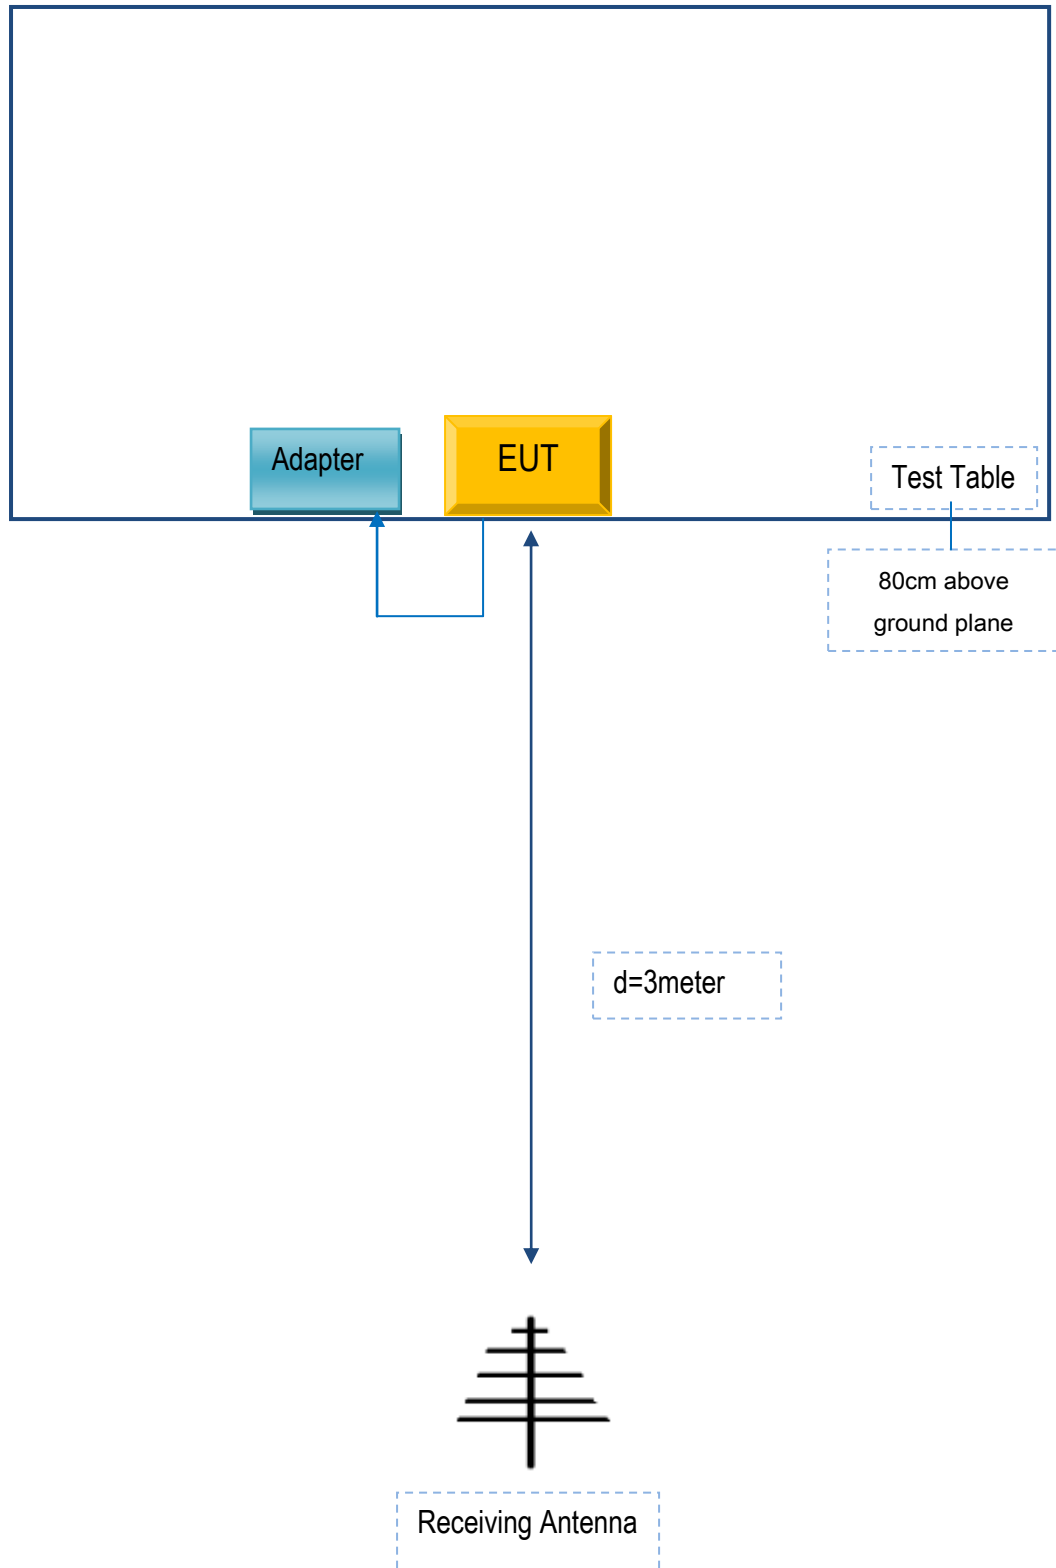 Adapter
EUT
Test Table
80cm above
ground plane
d=3meter
Receiving Antenna